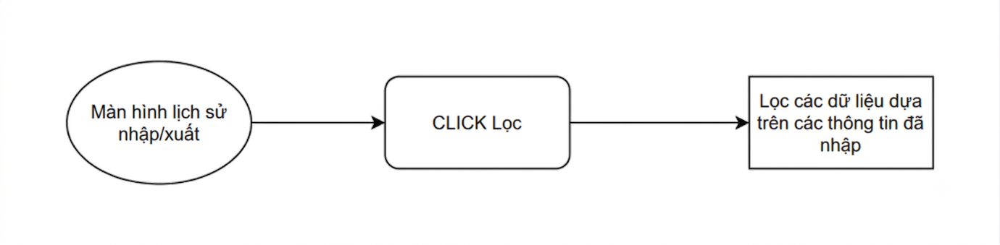 Màn hình lịch sử
nhập/xuất
CLICK Lọc
Lọc các dữ liệu dựa
trên các thông tin đã
nhập